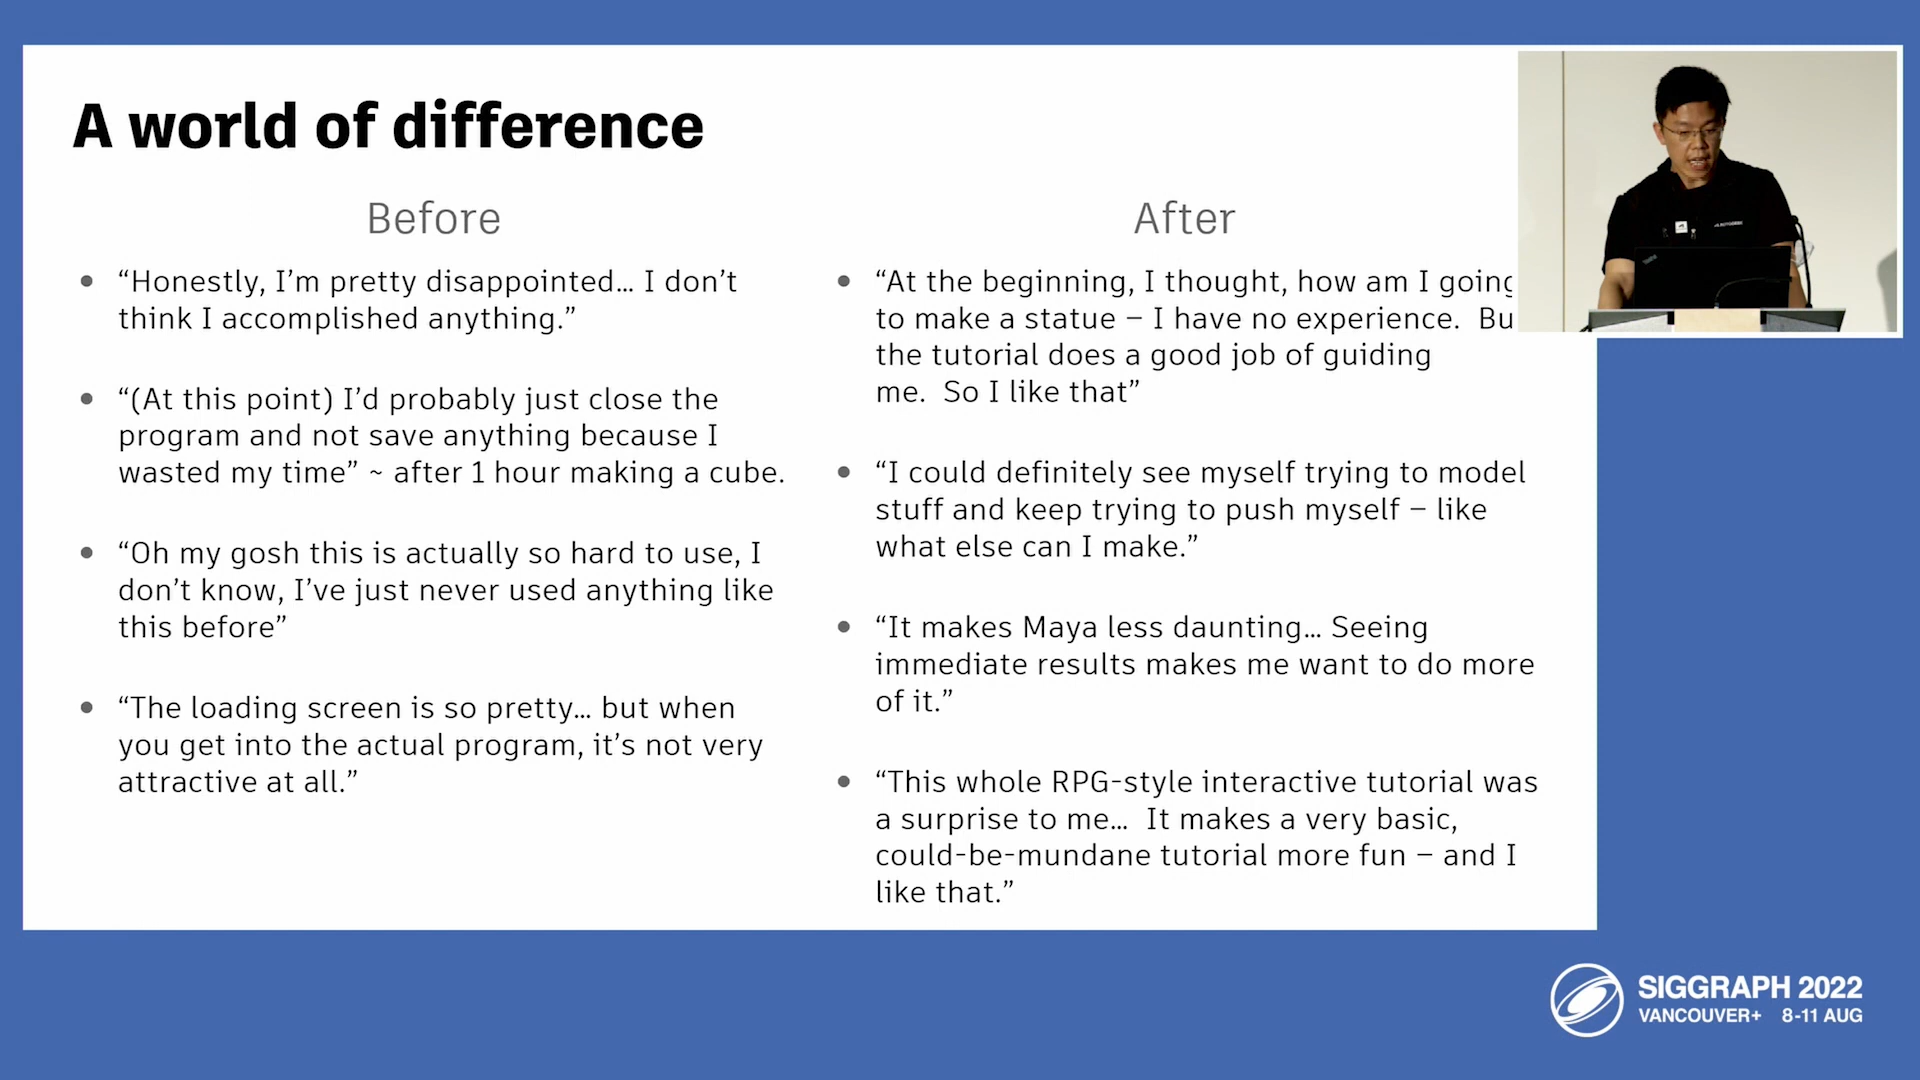 A world of difference
Before
“Honestly, I’m pretty disappointed… I don’t
think I accomplished anything.”
“(At this point) I’d probably just close the
program and not save anything because I
wasted my time” ~ after 1 hour making a cube.
“Oh my gosh this is actually so hard to use, I
don’t know, I’ve just never used anything like
this before”
“The loading screen is so pretty… but when
you get into the actual program, it’s not very
attractive at all.”
After
“At the beginning, I thought, how am I going
to make a statue – I have no experience.  Bu
the tutorial does a good job of guiding
me.  So I like that”
“I could definitely see myself trying to model
stuff and keep trying to push myself – like
what else can I make.”
“It makes Maya less daunting… Seeing
immediate results makes me want to do more
of it.”
“This whole RPG-style interactive tutorial was
a surprise to me…  It makes a very basic,
could-be-mundane tutorial more fun – and I
like that.”
AUTODESK
SIGGRAPH 2022
VANCOUVER+ 8-11 AUG